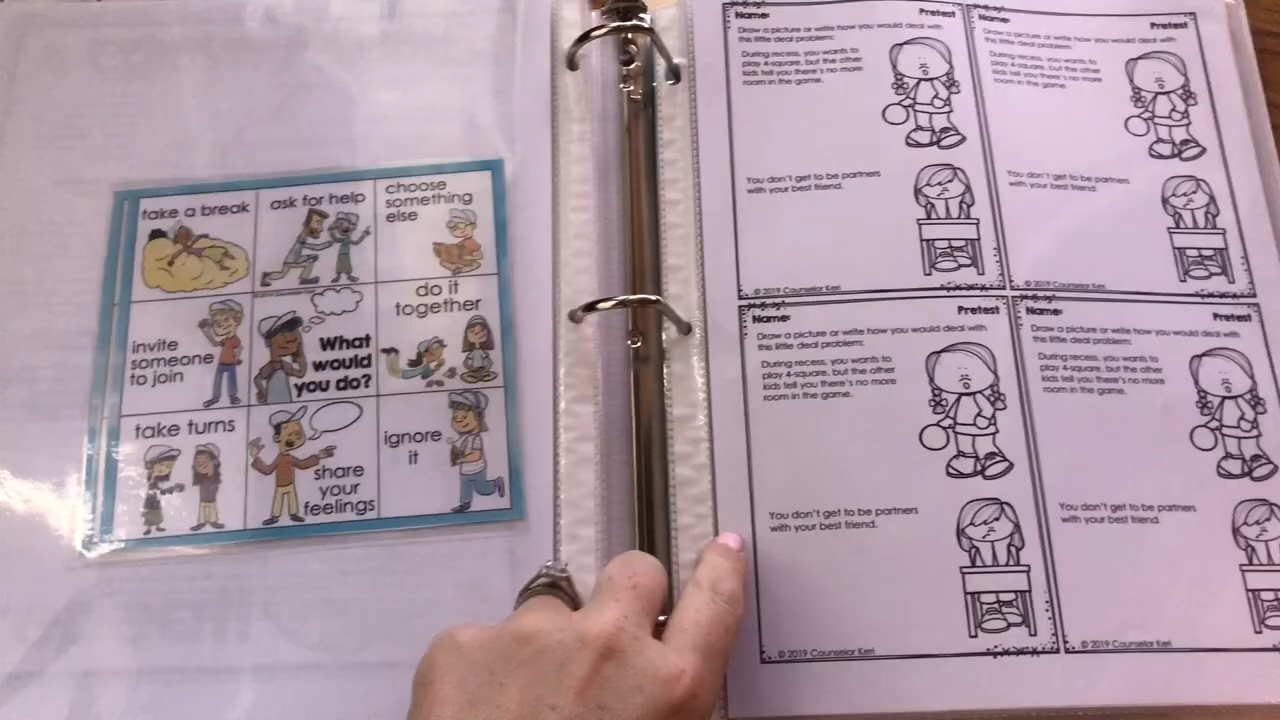 take a break
ask for help
choose
something
else
invite
someone
to join
What
would
you do?
do it
together
take turns
share
your
feelings
ignore
it
Name:
Pretest
Draw a picture or write how you would deal with
this little deal problem:
During recess, you wants to
play 4-square, but the other
kids tell you there's no more
room in the game.
You don't get to be partners
with your best friend.
© 2019 Counselor Keri
Name:
Pretest
Draw a picture or write how you would deal with
this little deal problem:
During recess, you wants to
play 4-square, but the other
kids tell you there's no more
room in the game.
You don't get to be partners
with your best friend.
© 2019 Counselor Keri
Name:
Pretest
Draw a picture or write how you would deal with
this little deal problem:
During recess, you wants to
play 4-square, but the other
kids tell you there's no more
room in the game.
You don't get to be partners
with your best friend.
© 2019 Counselor Keri
Name:
Pretest
Draw a picture or write how you would deal with
this little deal problem:
During recess, you wants to
play 4-square, but the other
kids tell you there's no more
room in the game.
You don't get to be partners
with your best friend.
© 2019 Counselor Keri